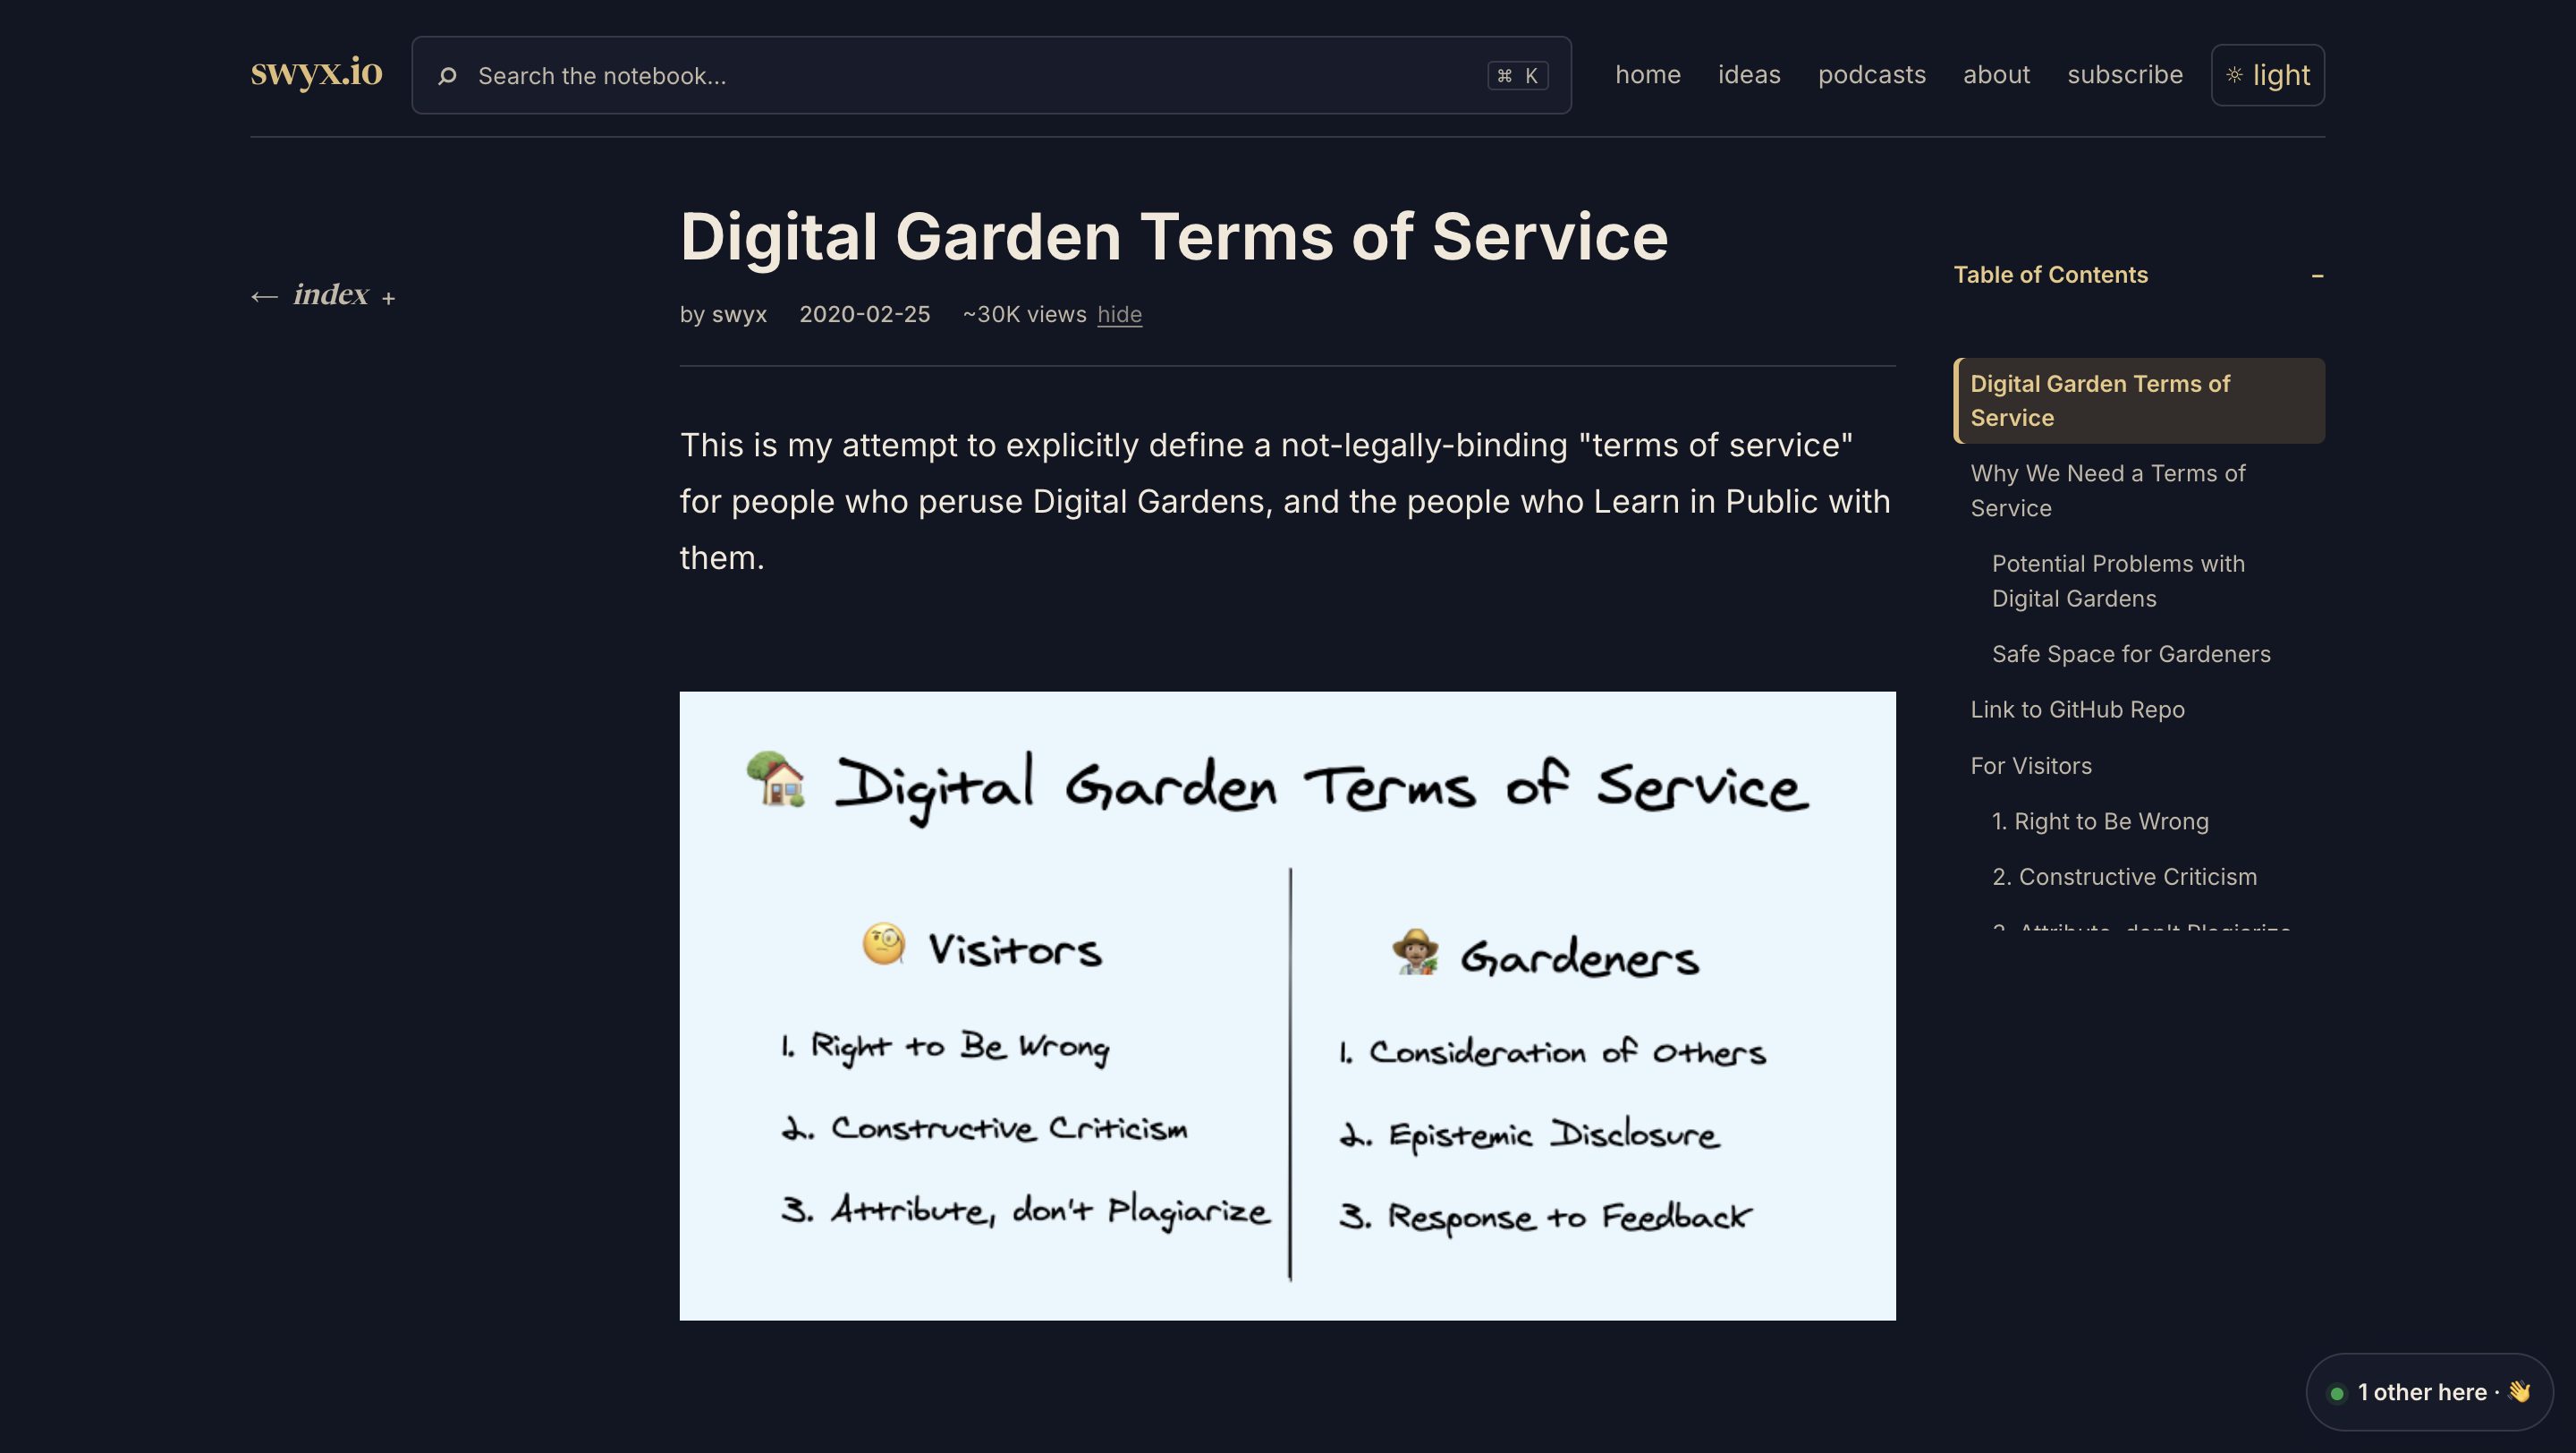 swyx.io
Search the notebook...
⌘ K
home
ideas
podcasts
about
subscribe
☼ light
← index +
Digital Garden Terms of Service
by swyx 2020-02-25 ~30K views hide
This is my attempt to explicitly define a not-legally-binding "terms of service"
for people who peruse Digital Gardens, and the people who Learn in Public with
them.
Digital Garden Terms of Service
Visitors
1. Right to Be Wrong
2. Constructive Criticism
3. Attribute, don't Plagiarize
Gardeners
1. Consideration of Others
2. Epistemic Disclosure
3. Response to Feedback
Table of Contents –
Digital Garden Terms of
Service
Why We Need a Terms of
Service
Potential Problems with
Digital Gardens
Safe Space for Gardeners
Link to GitHub Repo
For Visitors
1. Right to Be Wrong
2. Constructive Criticism
3. Attribute, don't Plagiarize
1 other here · 👋